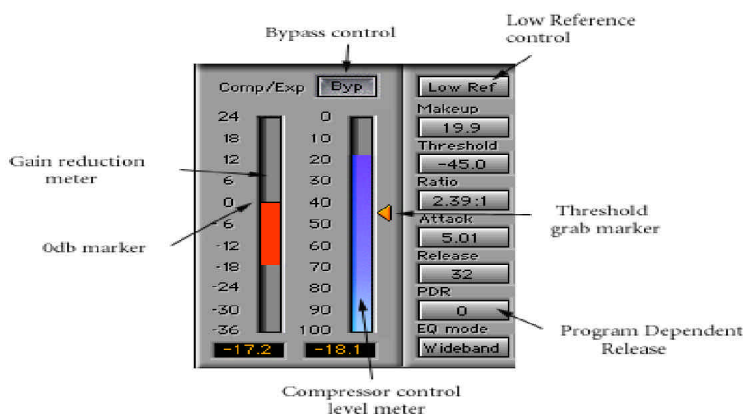 Bypass control
Low Reference
control
Comp/Exp
Byp
Low Ref
Makeup
19.9
Threshold
-45.0
Ratio
2.39:1
Attack
5.01
Release
32
PDR
0
EQ mode
Wideband
24
18
12
6
0
-6
-12
-18
-24
-30
-36
-17.2
0
10
20
30
40
50
60
70
80
90
100
-18.1
Gain reduction
meter
0db marker
Threshold
grab marker
Program Dependent
Release
Compressor control
level meter